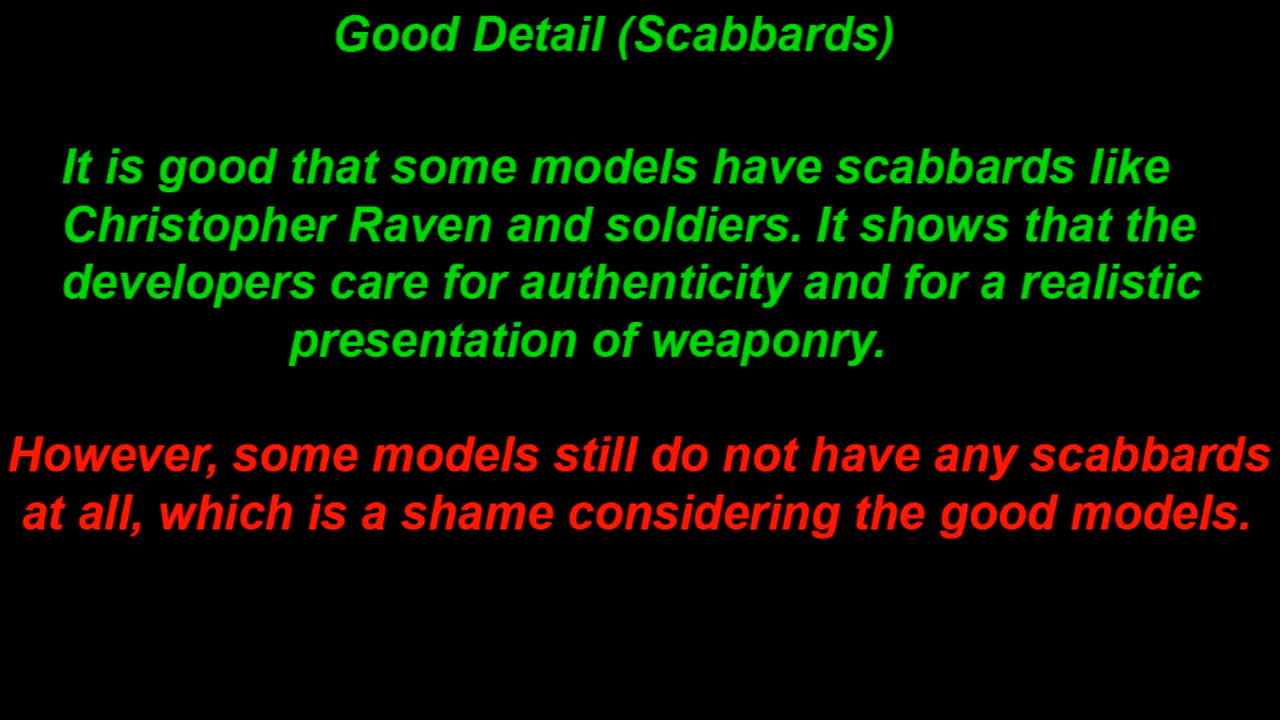 Good Detail (Scabbards)
It is good that some models have scabbards like
Christopher Raven and soldiers. It shows that the
developers care for authenticity and for a realistic
presentation of weaponry.
However, some models still do not have any scabbards
at all, which is a shame considering the good models.